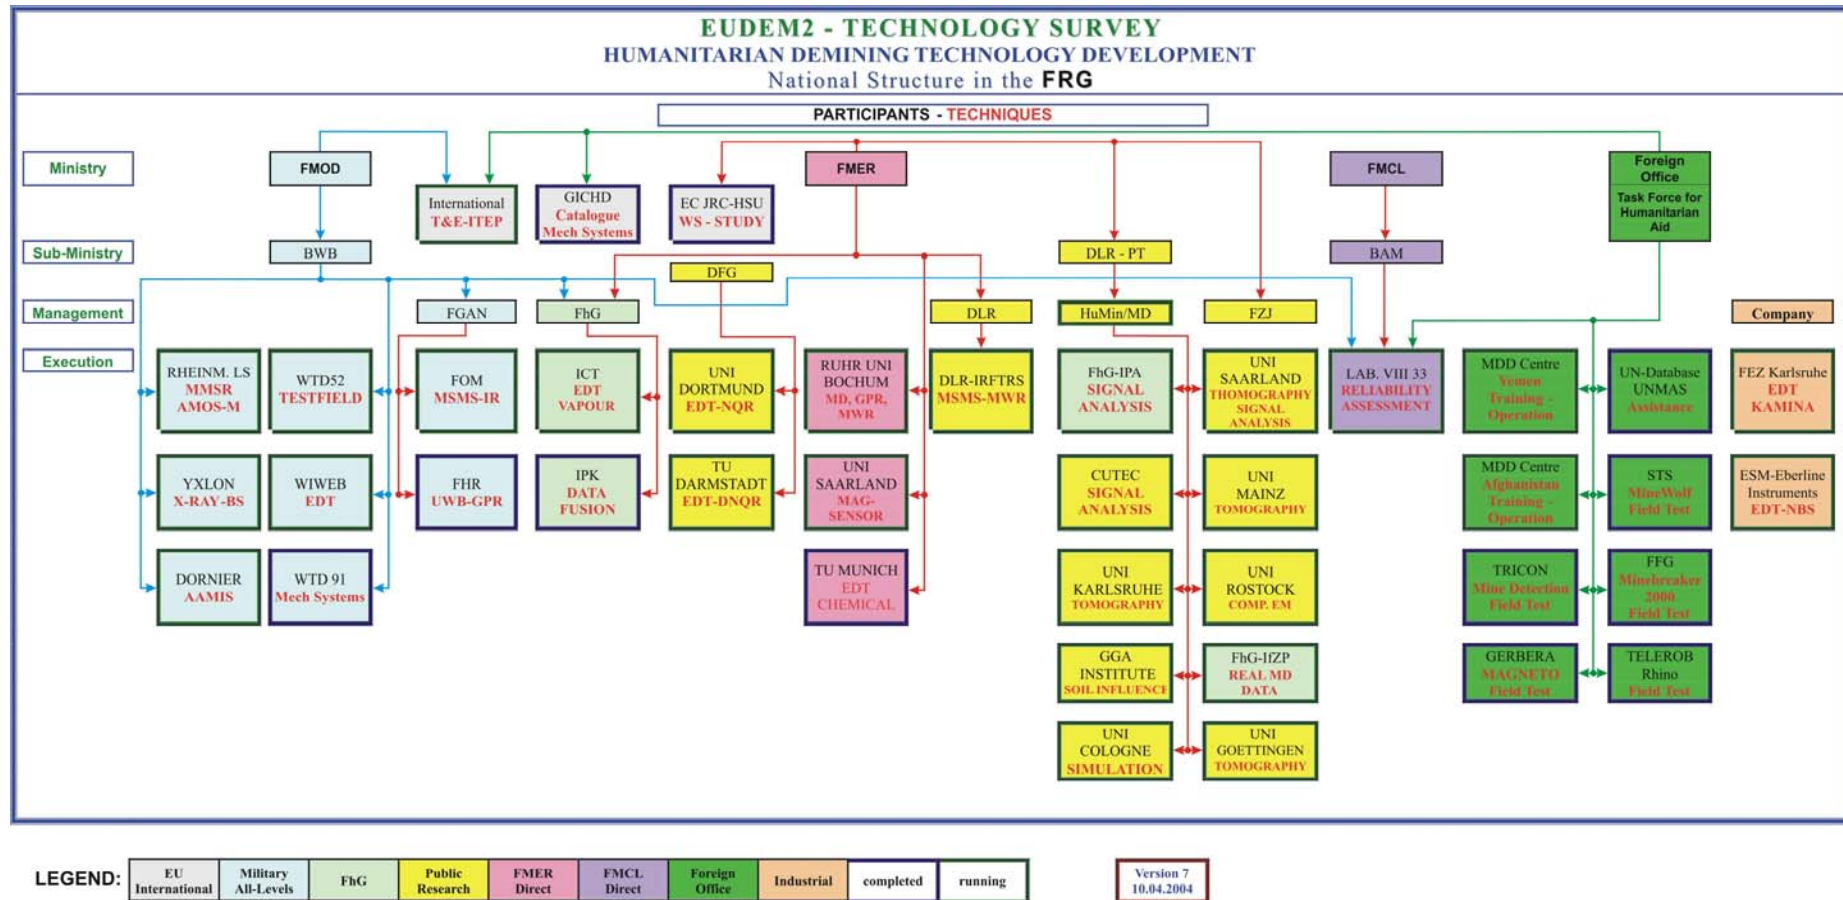 EUDEM2 - TECHNOLOGY SURVEY
HUMANITARIAN DEMINING TECHNOLOGY DEVELOPMENT
National Structure in the FRG
PARTICIPANTS - TECHNIQUES
Ministry
FMOD
FMER
FMCL
Foreign
Office
Task Force for
Humanitarian
Aid
International
T&E-ITEP
GICHD
Catalogue
Mech Systems
EC JRC-HSU
WS - STUDY
Sub-Ministry
BWB
DFG
DLR - PT
BAM
Management
FGAN
FhG
DLR
HuMin/MD
FZJ
Company
Execution
RHEINM. LS
MMSR
AMOS-M
WTD52
TESTFIELD
FOM
MSMS-IR
ICT
EDT
VAPOUR
UNI
DORTMUND
EDT-NQR
RUHR UNI
BOCHUM
MD, GPR,
MWR
DLR-IRFTRS
MSMS-MWR
FhG-IPA
SIGNAL
ANALYSIS
UNI
SAARLAND
THOMOGRAPHY
SIGNAL
ANALYSIS
LAB. VIII 33
RELIABILITY
ASSESSMENT
MDD Centre
Yemen
Training -
Operation
UN-Database
UNMAS
Assistance
FEZ Karlsruhe
EDT
KAMINA
YXLON
X-RAY-BS
WIWEB
EDT
FHR
UWB-GPR
IPK
DATA
FUSION
TU
DARMSTADT
EDT-DNQR
UNI
SAARLAND
MAG-
SENSOR
CUTEC
SIGNAL
ANALYSIS
UNI
MAINZ
TOMOGRAPHY
MDD Centre
Afghanistan
Training -
Operation
STS
MineWolf
Field Test
ESM-Eberline
Instruments
EDT-NBS
DORNIER
AAMIS
WTD 91
Mech Systems
TU MUNICH
EDT
CHEMICAL
UNI
KARLSRUHE
TOMOGRAPHY
UNI
ROSTOCK
COMP. EM
TRICON
Mine Detection
Field Test
FFG
Minebreaker
2000
Field Test
GGA
INSTITUTE
SOIL INFLUENCE
FhG-IfZP
REAL MD
DATA
GERBERA
MAGNETO
Field Test
TELEROB
Rhino
Field Test
UNI
COLOGNE
SIMULATION
UNI
GOETTINGEN
TOMOGRAPHY
LEGEND:
EU
International
Military
All-Levels
FhG
Public
Research
FMER
Direct
FMCL
Direct
Foreign
Office
Industrial
completed
running
Version 7
10.04.2004